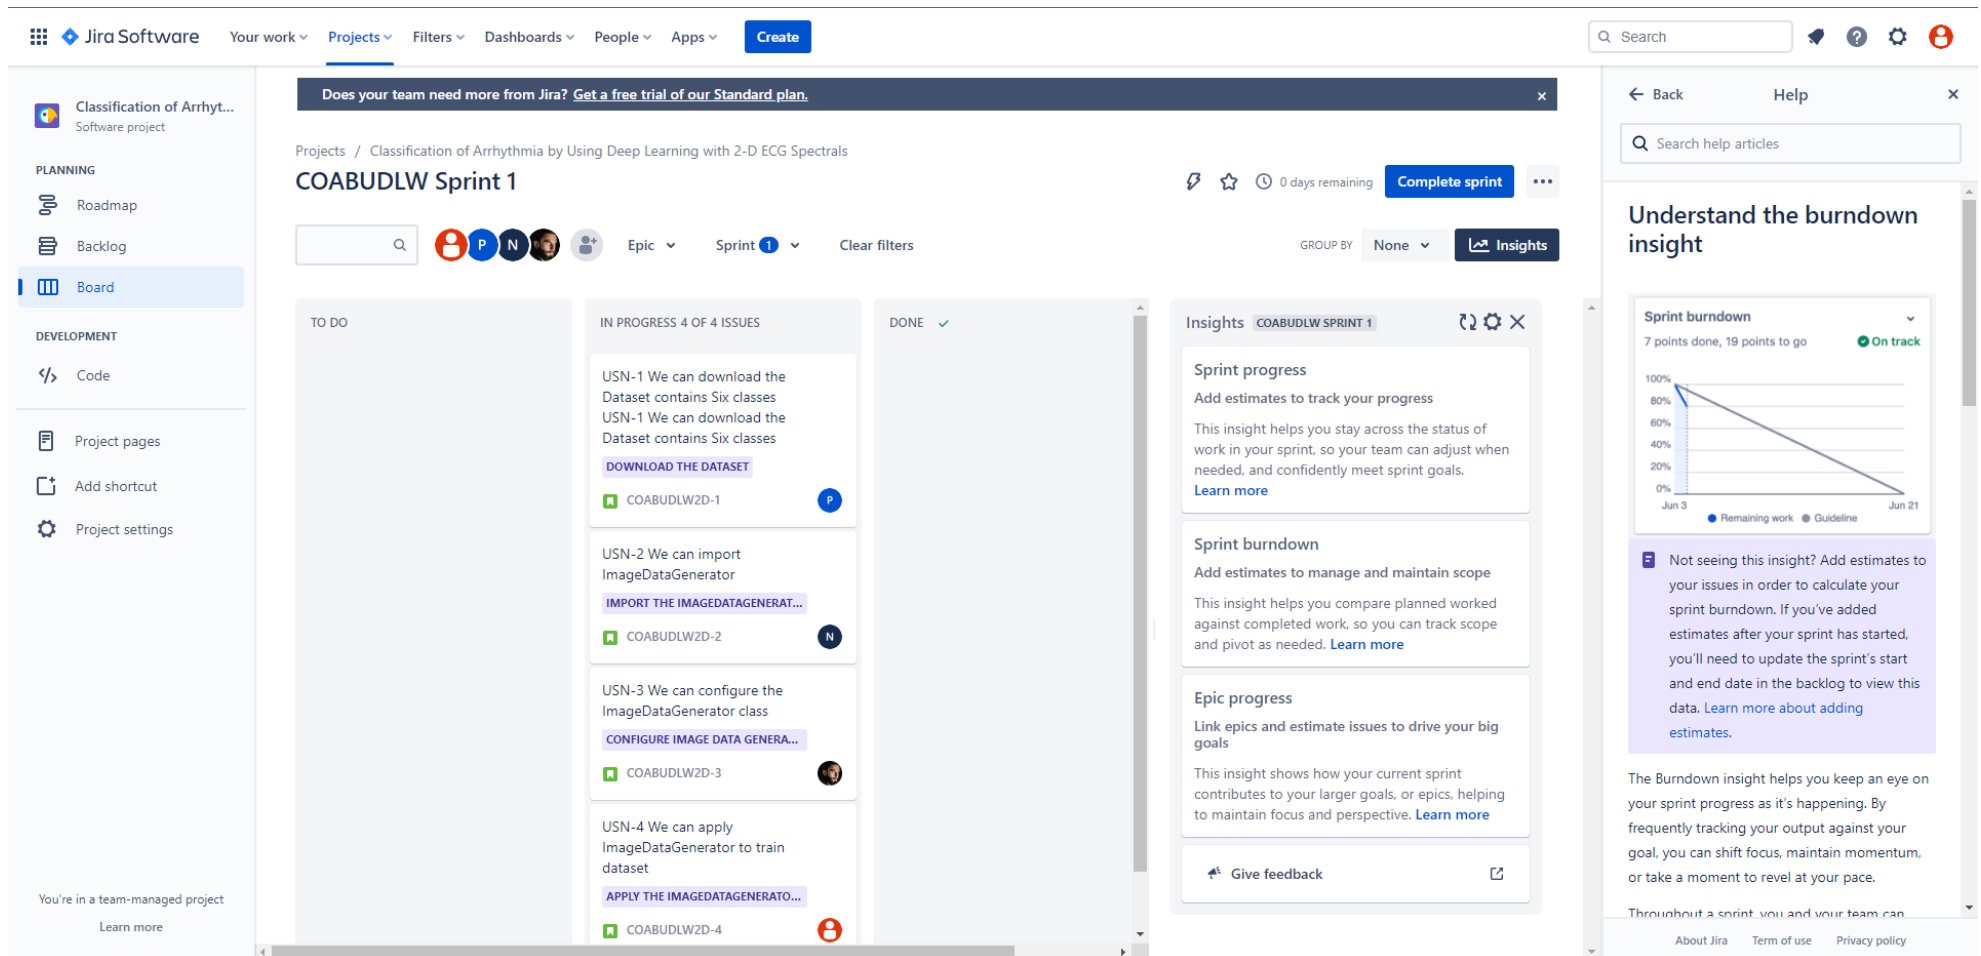 Jira Software
Your work
Projects
Filters
Dashboards
People
Apps
Create
Search
Classification of Arrhyt...
Software project
PLANNING
Roadmap
Backlog
Board
DEVELOPMENT
Code
Project pages
Add shortcut
Project settings
You're in a team-managed project
Learn more
Does your team need more from Jira? Get a free trial of our Standard plan.
Projects / Classification of Arrhythmia by Using Deep Learning with 2-D ECG Spectrals
COABUDLW Sprint 1
0 days remaining
Complete sprint
P
N
Epic
Sprint 1
Clear filters
GROUP BY
None
Insights
TO DO
IN PROGRESS 4 OF 4 ISSUES
USN-1 We can download the
Dataset contains Six classes
USN-1 We can download the
Dataset contains Six classes
DOWNLOAD THE DATASET
COABUDLW2D-1
P
USN-2 We can import
ImageDataGenerator
IMPORT THE IMAGEDATAGENERAT...
COABUDLW2D-2
N
USN-3 We can configure the
ImageDataGenerator class
CONFIGURE IMAGE DATA GENERA...
COABUDLW2D-3
USN-4 We can apply
ImageDataGenerator to train
dataset
APPLY THE IMAGEDATAGENERATO...
COABUDLW2D-4
DONE
Insights COABUDLW SPRINT 1
Sprint progress
Add estimates to track your progress
This insight helps you stay across the status of
work in your sprint, so your team can adjust when
needed, and confidently meet sprint goals.
Learn more
Sprint burndown
Add estimates to manage and maintain scope
This insight helps you compare planned worked
against completed work, so you can track scope
and pivot as needed. Learn more
Epic progress
Link epics and estimate issues to drive your big
goals
This insight shows how your current sprint
contributes to your larger goals, or epics, helping
to maintain focus and perspective. Learn more
Give feedback
Back
Help
Search help articles
Understand the burndown
insight
Sprint burndown
7 points done, 19 points to go
On track
100%
80%
60%
40%
20%
0%
Jun 3
Jun 21
Remaining work
Guideline
Not seeing this insight? Add estimates to
your issues in order to calculate your
sprint burndown. If you've added
estimates after your sprint has started,
you'll need to update the sprint's start
and end date in the backlog to view this
data. Learn more about adding
estimates.
The Burndown insight helps you keep an eye on
your sprint progress as it's happening. By
frequently tracking your output against your
goal, you can shift focus, maintain momentum,
or take a moment to revel at your pace.
Throughout a sprint, you and your team can
About Jira
Term of use
Privacy policy